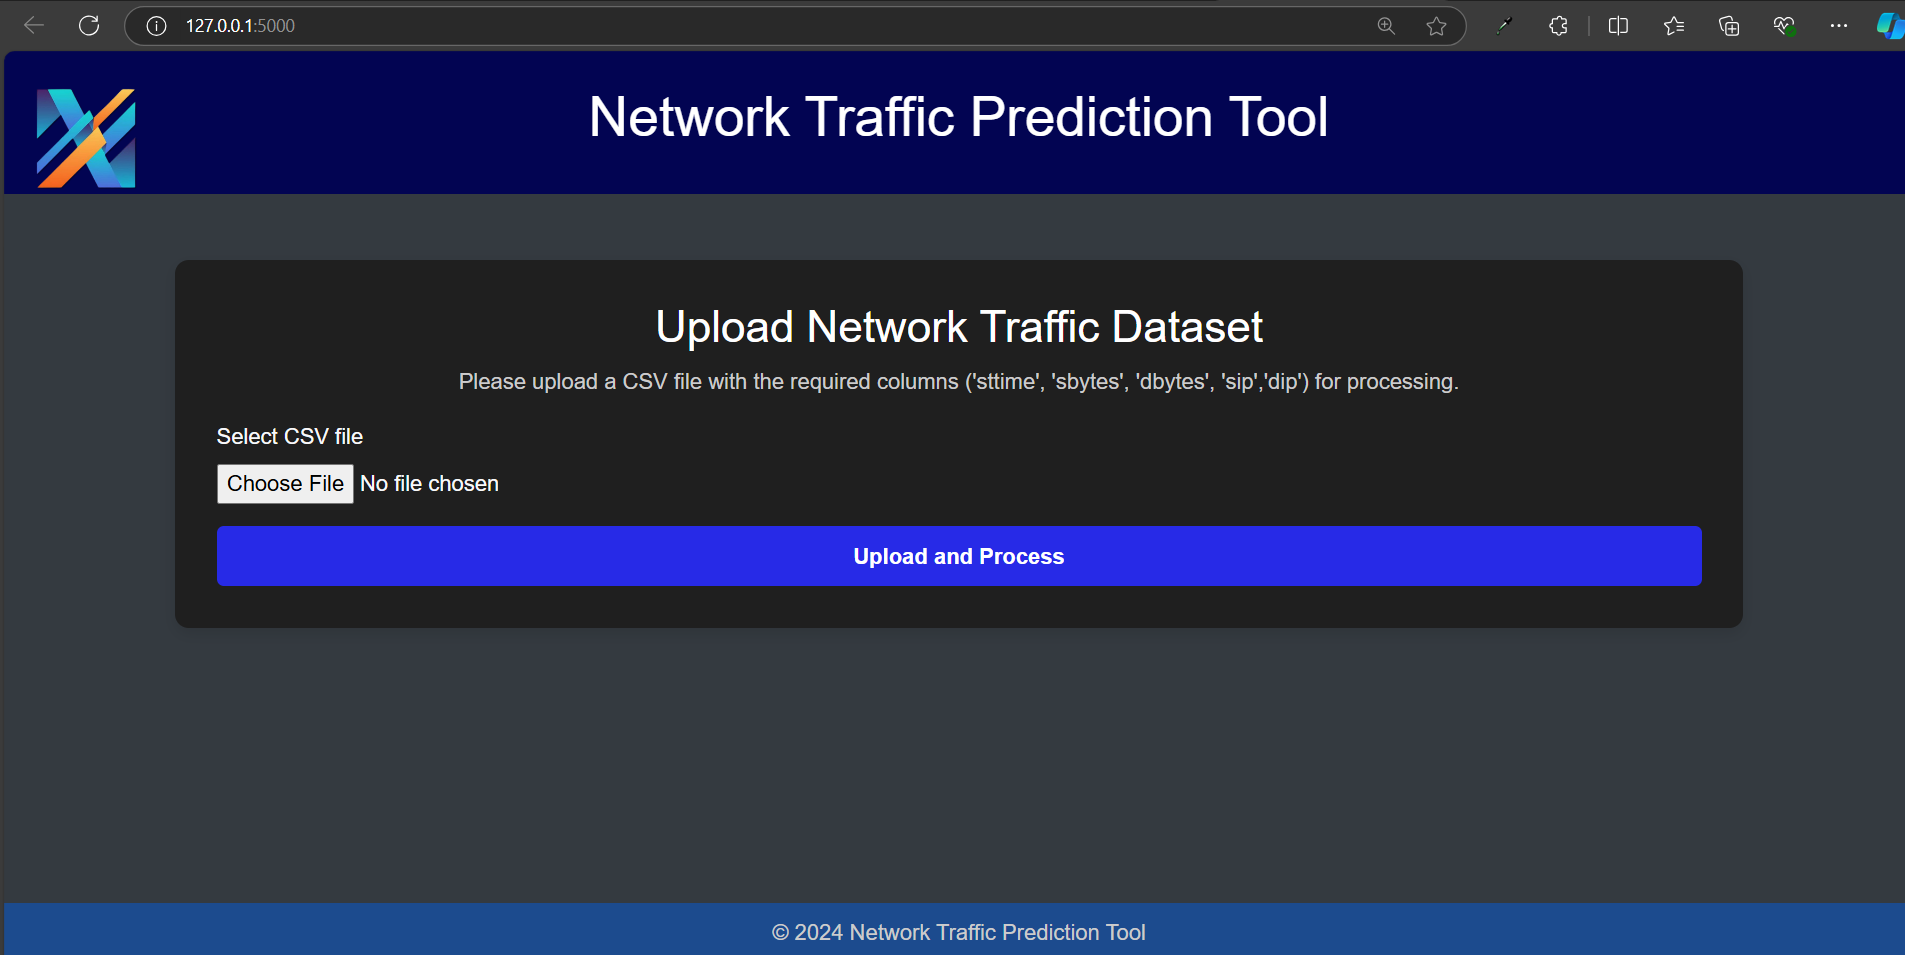 127.0.0.1:5000
Network Traffic Prediction Tool
Upload Network Traffic Dataset
Please upload a CSV file with the required columns ('sttime', 'sbytes', 'dbytes', 'sip','dip') for processing.
Select CSV file
Choose File No file chosen
Upload and Process
© 2024 Network Traffic Prediction Tool